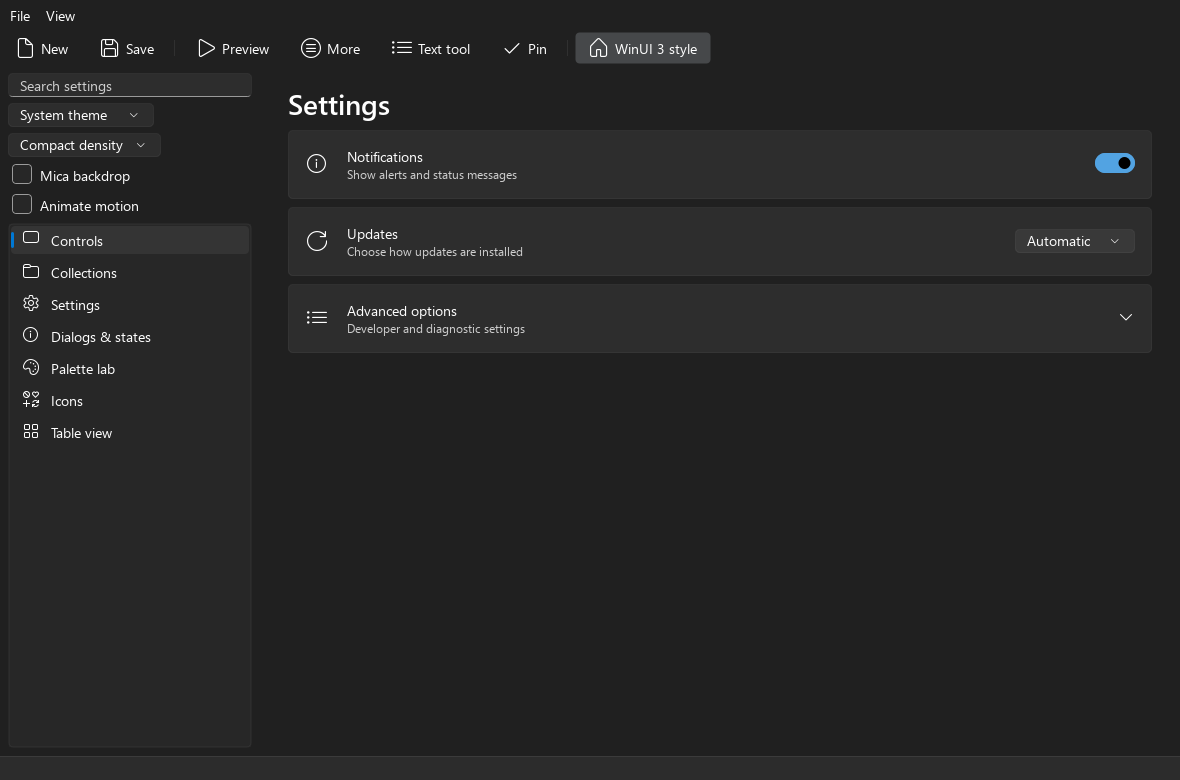 File View
New Save Preview More Text tool Pin WinUI 3 style
Search settings
System theme
Compact density
Mica backdrop
Animate motion
Controls
Collections
Settings
Dialogs & states
Palette lab
Icons
Table view
Settings
Notifications
Show alerts and status messages
Updates
Choose how updates are installed
Automatic
Advanced options
Developer and diagnostic settings